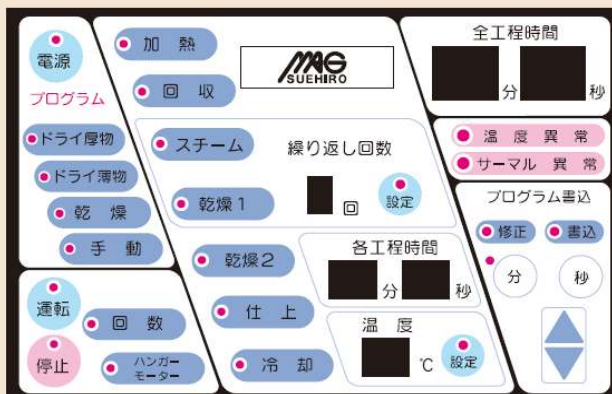 電源
プログラム
ドライ厚物
ドライ薄物
乾 燥
手 動
運転
停止
回 数
ハンガー
モーター
加 熱
回 収
MAG
SUEHIRO
スチーム
乾燥1
繰り返し回数
回
設定
乾燥2
仕 上
冷 却
各工程時間
分
秒
温 度
℃
設定
全工程時間
分
秒
温 度 異 常
サーマル 異 常
プログラム書込
修正
書込
分
秒